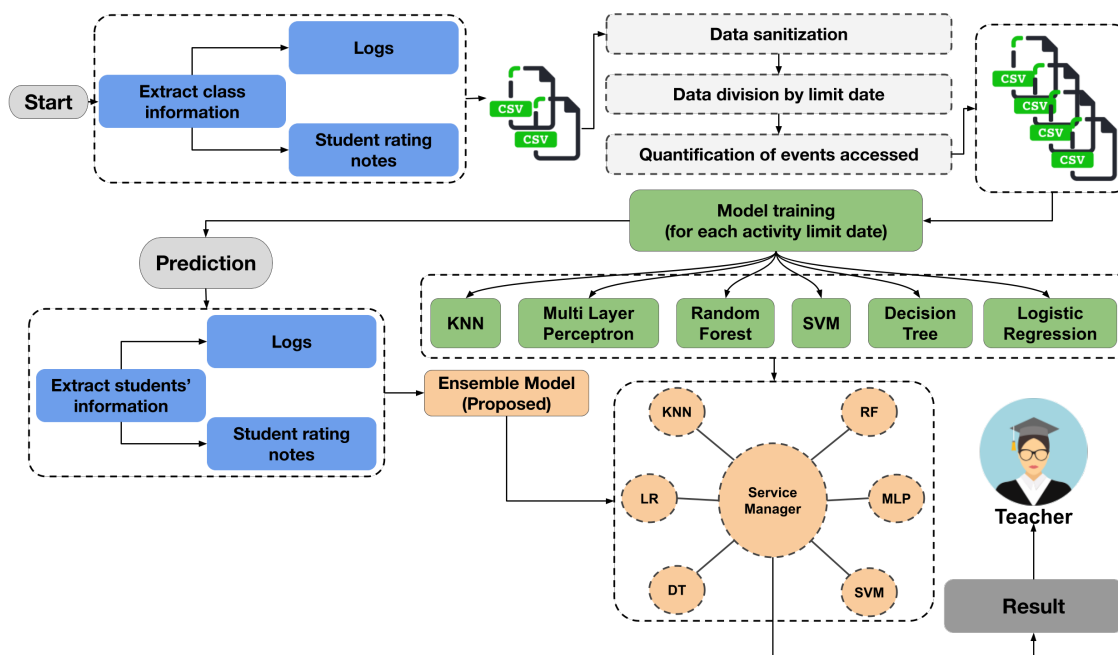 Start
Extract class
information
Logs
Student rating
notes
CSV
CSV
Data sanitization
Data division by limit date
Quantification of events accessed
CSV
CSV
CSV
CSV
Model training
(for each activity limit date)
Prediction
KNN
Multi Layer
Perceptron
Random
Forest
SVM
Decision
Tree
Logistic
Regression
Logs
Extract students’
information
Student rating
notes
Ensemble Model
(Proposed)
KNN
RF
LR
Service
Manager
MLP
DT
SVM
Teacher
Result